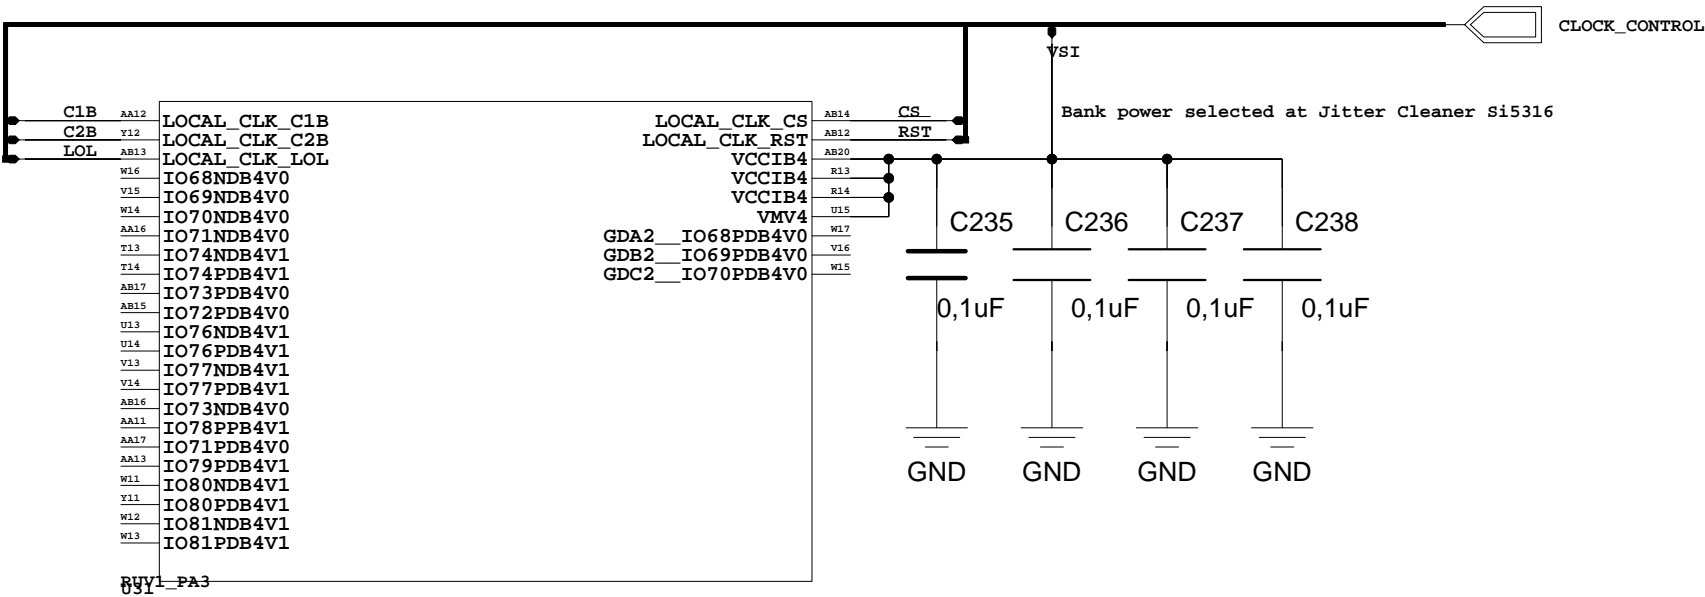 CLOCK_CONTROL
VSI
Bank power selected at Jitter Cleaner Si5316
C1B AA12 LOCAL_CLK_C1B
C2B Y12 LOCAL_CLK_C2B
LOL AB13 LOCAL_CLK_LOL
W16 IO68NDB4V0
V15 IO69NDB4V0
W14 IO70NDB4V0
AA16 IO71NDB4V0
T13 IO74NDB4V1
T14 IO74PDB4V1
AB17 IO73PDB4V0
AB15 IO72PDB4V0
U13 IO76NDB4V1
U14 IO76PDB4V1
V13 IO77NDB4V1
V14 IO77PDB4V1
AB16 IO73NDB4V0
AA11 IO78PPB4V1
AA17 IO71PDB4V0
AA13 IO79PDB4V1
W11 IO80NDB4V1
Y11 IO80PDB4V1
W12 IO81NDB4V1
W13 IO81PDB4V1
LOCAL_CLK_CS AB14 CS
LOCAL_CLK_RST AB12 RST
VCCIB4 AB20
VCCIB4 R13
VCCIB4 R14
VMV4 U15
GDA2__IO68PDB4V0 W17
GDB2__IO69PDB4V0 V16
GDC2__IO70PDB4V0 W15
C235 C236 C237 C238
0,1uF 0,1uF 0,1uF 0,1uF
GND GND GND GND
RUV1_PA3
U31